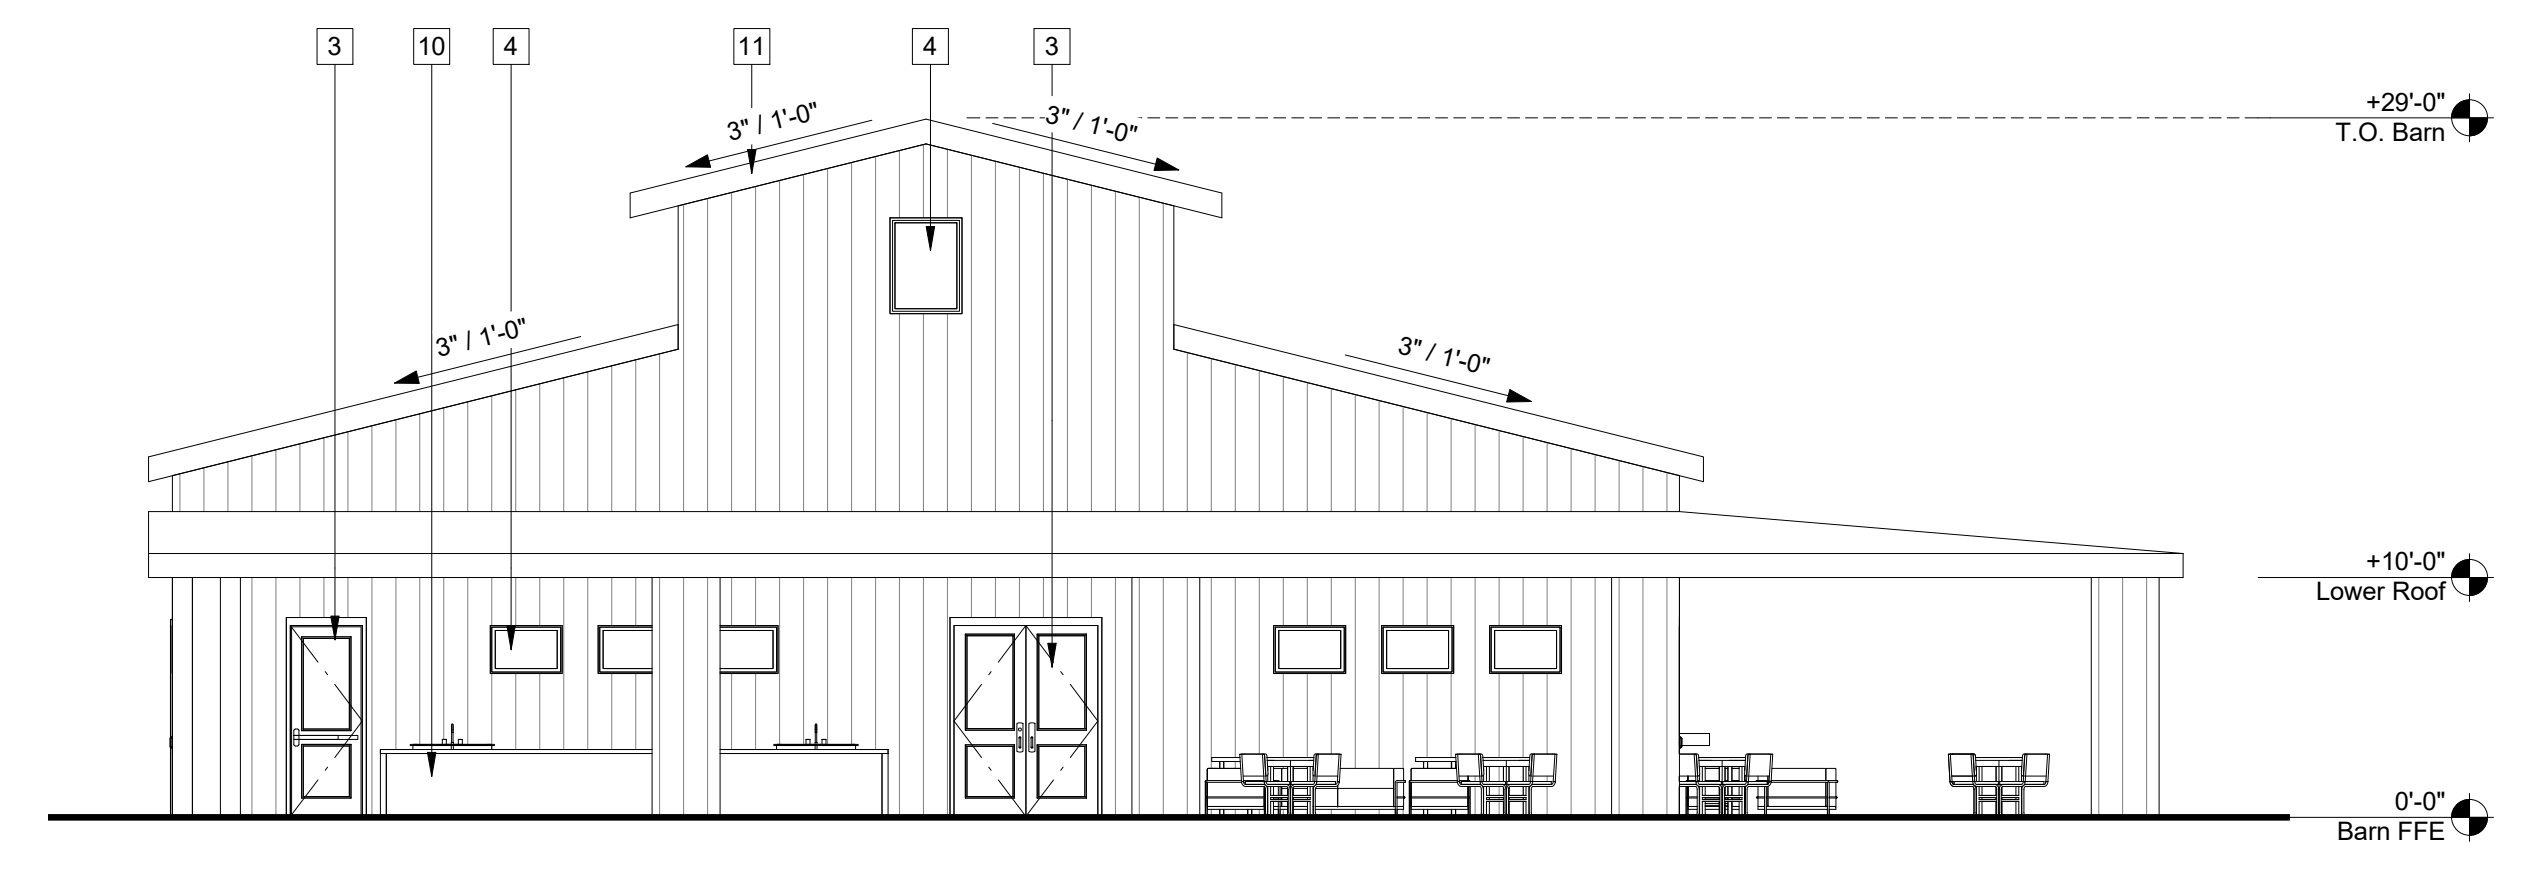 3
10
4
11
4
3
3" / 1'-0"
3" / 1'-0"
+29'-0"
T.O. Barn
3" / 1'-0"
3" / 1'-0"
+10'-0"
Lower Roof
0'-0"
Barn FFE